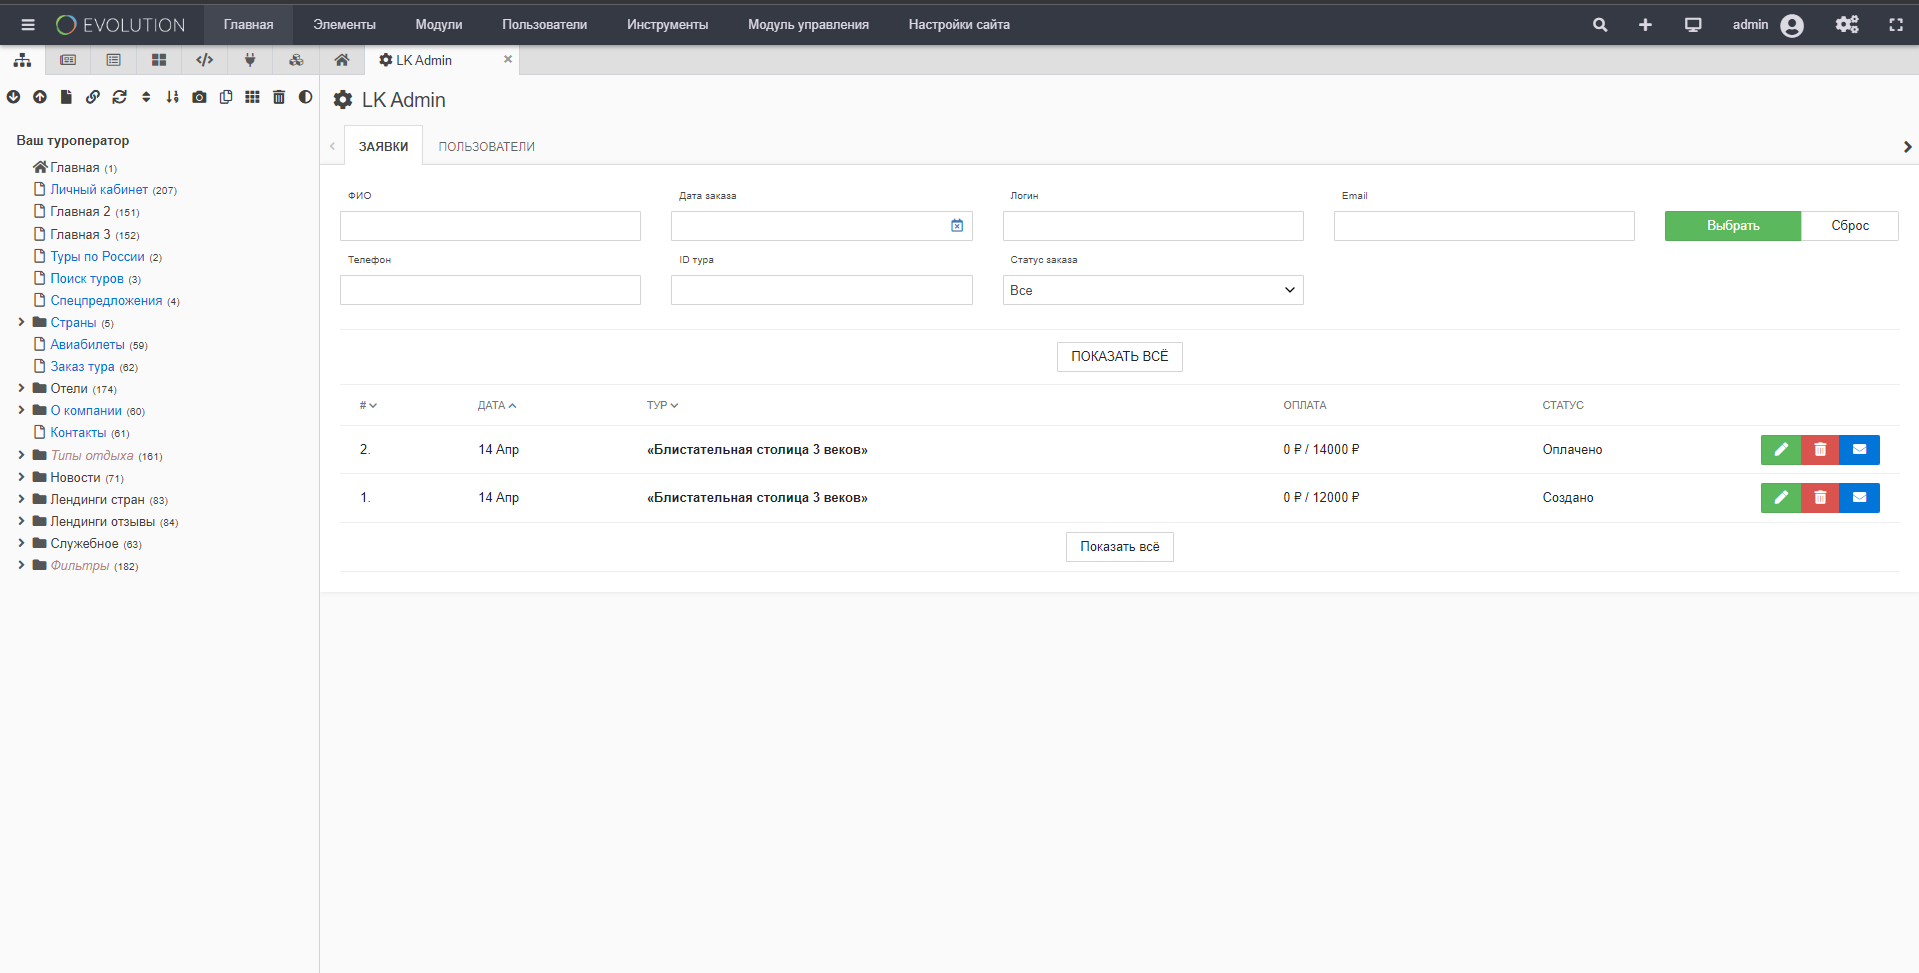 EVOLUTION Главная Элементы Модули Пользователи Инструменты Модуль управления Настройки сайта admin
LK Admin
LK Admin
Ваш туроператор
Главная (1)
Личный кабинет (207)
Главная 2 (151)
Главная 3 (152)
Туры по России (2)
Поиск туров (3)
Спецпредложения (4)
Страны (5)
Авиабилеты (59)
Заказ тура (62)
Отели (174)
О компании (60)
Контакты (61)
Типы отдыха (161)
Новости (71)
Лендинги стран (83)
Лендинги отзывы (84)
Служебное (63)
Фильтры (182)
ЗАЯВКИ ПОЛЬЗОВАТЕЛИ
ФИО Дата заказа Логин Email
Выбрать Сброс
Телефон ID тура Статус заказа
Все
ПОКАЗАТЬ ВСЁ
# ДАТА ТУР ОПЛАТА СТАТУС
2. 14 Апр «Блистательная столица 3 веков» 0 ₽ / 14000 ₽ Оплачено
1. 14 Апр «Блистательная столица 3 веков» 0 ₽ / 12000 ₽ Создано
Показать всё